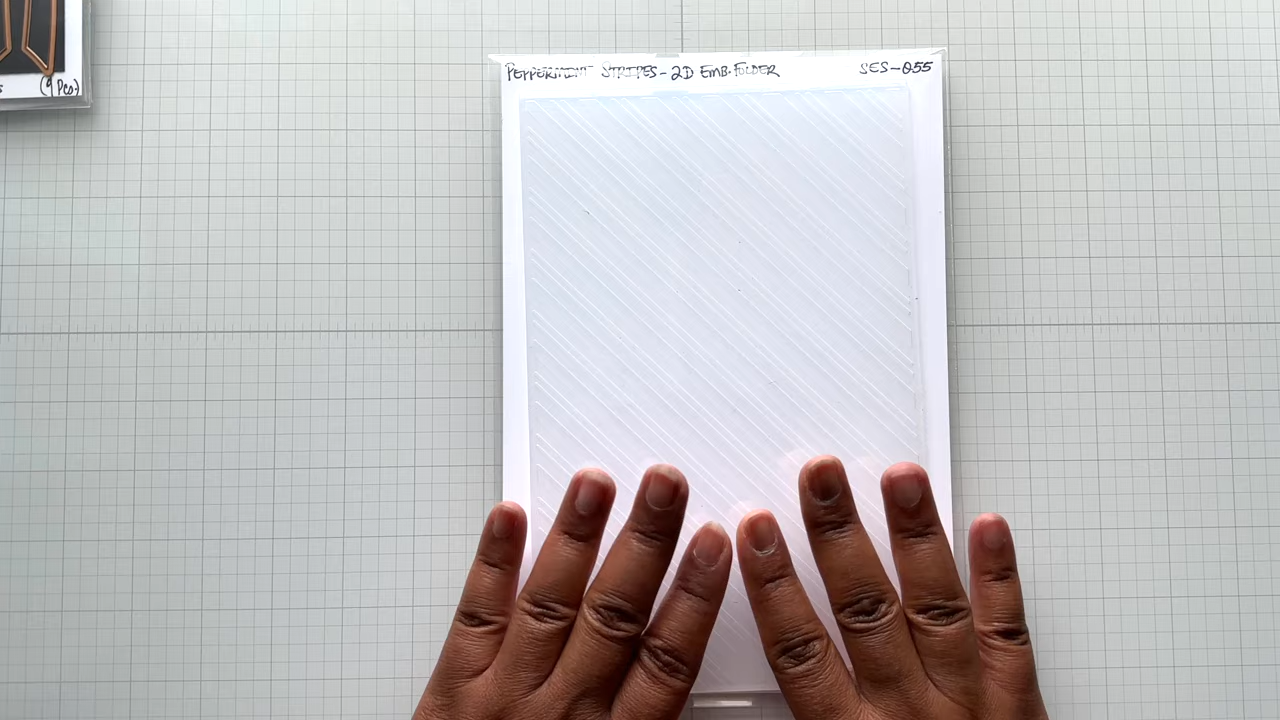 PEPPERMINT STRIPES - 2D EMB. FOLDER SES-055
(9 Pcs)